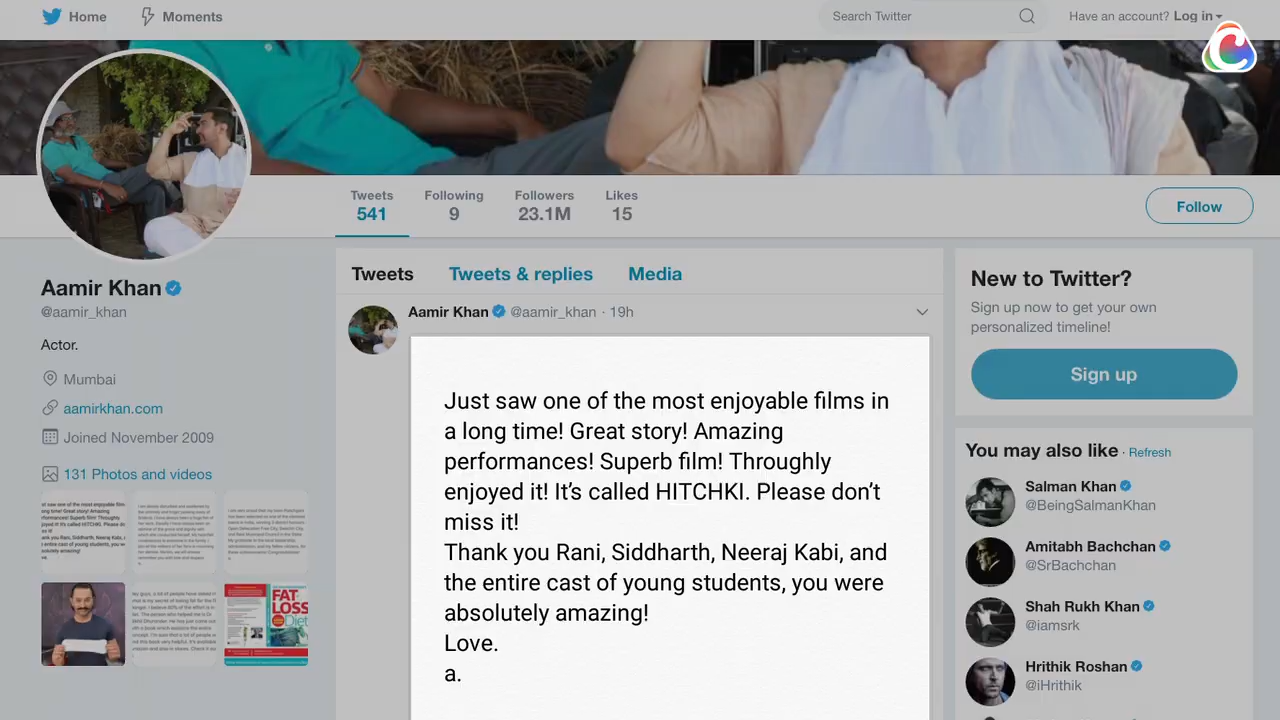 Home
Moments
Search Twitter
Have an account? Log in
Tweets
541
Following
9
Followers
23.1M
Likes
15
Follow
Aamir Khan
@aamir_khan
Actor.
Mumbai
aamirkhan.com
Joined November 2009
131 Photos and videos
FAT
LOSS
Diet
Tweets
Tweets & replies
Media
Aamir Khan @aamir_khan · 19h
Just saw one of the most enjoyable films in
a long time! Great story! Amazing
performances! Superb film! Throughly
enjoyed it! It’s called HITCHKI. Please don’t
miss it!
Thank you Rani, Siddharth, Neeraj Kabi, and
the entire cast of young students, you were
absolutely amazing!
Love.
a.
New to Twitter?
Sign up now to get your own
personalized timeline!
Sign up
You may also like · Refresh
Salman Khan
@BeingSalmanKhan
Amitabh Bachchan
@SrBachchan
Shah Rukh Khan
@iamsrk
Hrithik Roshan
@iHrithik